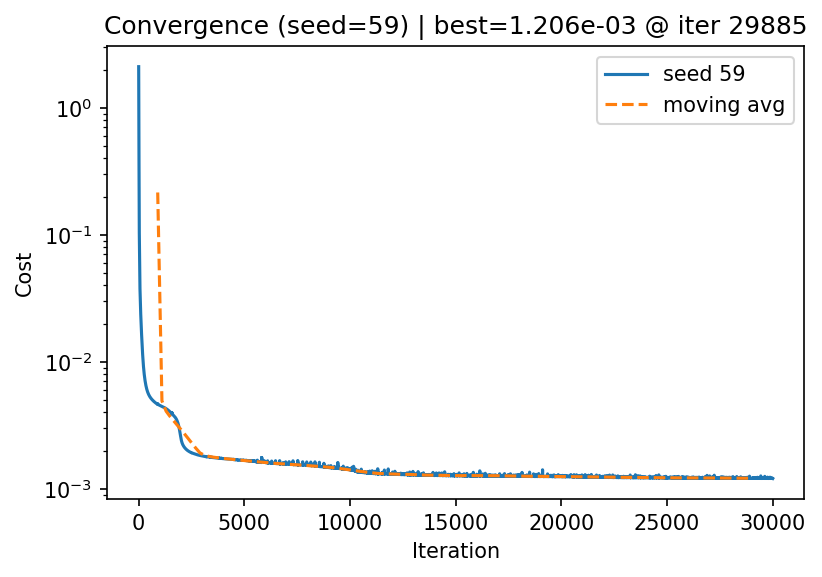 Convergence (seed=59) | best=1.206e-03 @ iter 29885
seed 59
moving avg
Cost
10⁰
10⁻¹
10⁻²
10⁻³
0 5000 10000 15000 20000 25000 30000
Iteration